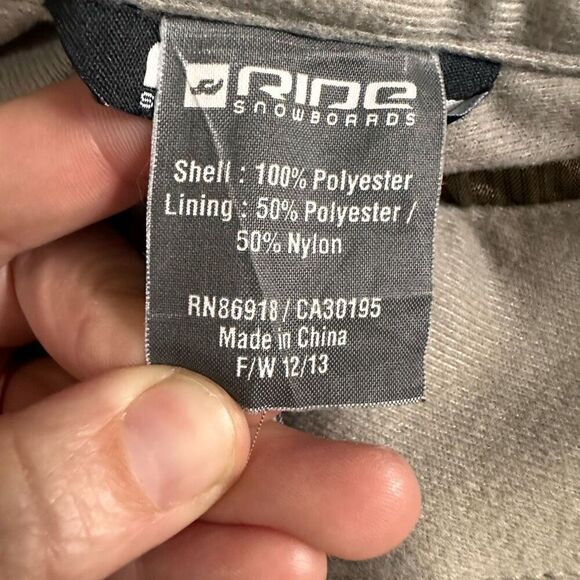 RIDE
SNOWBOARDS
Shell : 100% Polyester
Lining : 50% Polyester /
50% Nylon
RN86918 / CA30195
Made in China
F/W 12/13